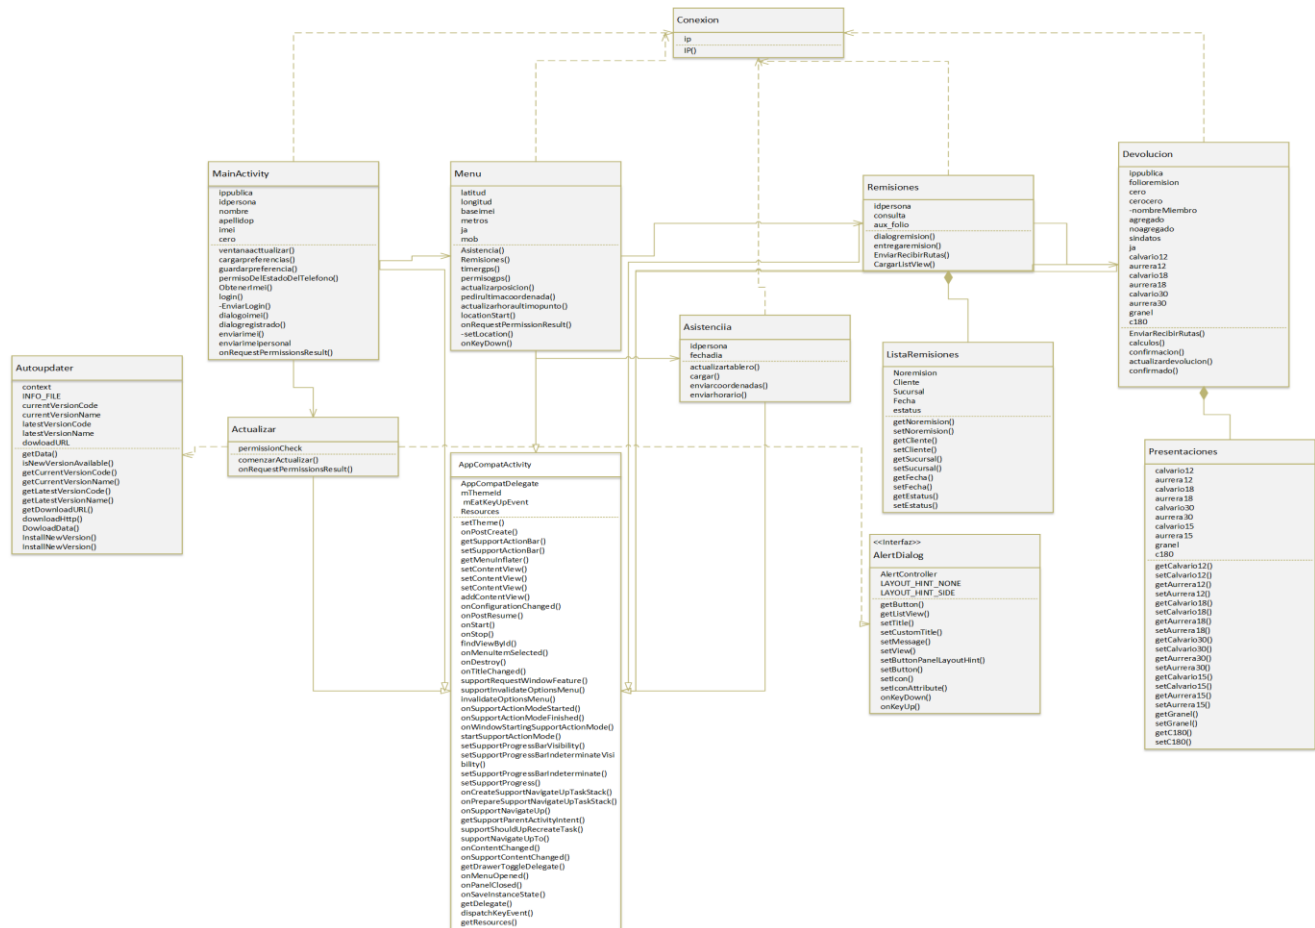 Conexion
ip
IP()
MainActivity
ippublica
idpersona
nombre
apellidop
imei
cero
ventanaacttualizar()
cargarpreferencias()
guardarpreferencia()
permisoDelEstadoDelTelefono()
ObtenerImei()
login()
-EnviarLogin()
dialogoimei()
dialogregistrado()
enviarimei()
enviarimeipersonal
onRequestPermissionsResult()
Menu
latitud
longitud
baseimei
metros
ja
mob
Asistencia()
Remisiones()
timergps()
permisogps()
actualizarposicion()
pedirultimacoordenada()
actualizarhoraultimopunto()
locationStart()
onRequestPermissionResult()
-setLocation()
onKeyDown()
Remisiones
idpersona
consulta
aux_folio
dialogremision()
entregaremision()
EnviarRecibirRutas()
CargarListView()
Devolucion
ippublica
folioremision
cero
cerocero
-nombreMiembro
agregado
noagregado
sindatos
ja
calvario12
aurrera12
calvario18
aurrera18
calvario30
aurrera30
granel
c180
EnviarRecibirRutas()
calculos()
confirmacion()
actualizardevolucion()
confirmado()
Asistenciia
idpersona
fechadia
actualizartablero()
cargar()
enviarcoordenadas()
enviarhorario()
ListaRemisiones
Noremision
Cliente
Sucursal
Fecha
estatus
getNoremision()
setNoremision()
getCliente()
setCliente()
getSucursal()
setSucursal()
getFecha()
setFecha()
getEstatus()
setEstatus()
Autoupdater
context
INFO_FILE
currentVersionCode
currentVersionName
latestVersionCode
latestVersionName
dowloadURL
getData()
isNewVersionAvailable()
getCurrentVersionCode()
getCurrentVersionName()
getLatestVersionCode()
getLatestVersionName()
getDownloadURL()
downloadHttp()
DowloadData()
InstallNewVersion()
InstallNewVersion()
Actualizar
permissionCheck
comenzarActualizar()
onRequestPermissionsResult()
AppCompatActivity
AppCompatDelegate
mThemeId
mEatKeyUpEvent
Resources
setTheme()
onPostCreate()
getSupportActionBar()
setSupportActionBar()
getMenuInflater()
setContentView()
setContentView()
setContentView()
addContentView()
onConfigurationChanged()
onPostResume()
onStart()
onStop()
findViewById()
onMenuItemSelected()
onDestroy()
onTitleChanged()
supportRequestWindowFeature()
supportInvalidateOptionsMenu()
invalidateOptionsMenu()
onSupportActionModeStarted()
onSupportActionModeFinished()
onWindowStartingSupportActionMode()
startSupportActionMode()
setSupportProgressBarVisibility()
setSupportProgressBarIndeterminateVisi
bility()
setSupportProgressBarIndeterminate()
setSupportProgress()
onCreateSupportNavigateUpTaskStack()
onPrepareSupportNavigateUpTaskStack()
onSupportNavigateUp()
getSupportParentActivityIntent()
supportShouldUpRecreateTask()
supportNavigateUpTo()
onContentChanged()
onSupportContentChanged()
getDrawerToggleDelegate()
onMenuOpened()
onPanelClosed()
onSaveInstanceState()
getDelegate()
dispatchKeyEvent()
getResources()
<<Interfaz>>
AlertDialog
AlertController
LAYOUT_HINT_NONE
LAYOUT_HINT_SIDE
getButton()
getListView()
setTitle()
setCustomTitle()
setMessage()
setView()
setButtonPanelLayoutHint()
setButton()
setIcon()
setIconAttribute()
onKeyDown()
onKeyUp()
Presentaciones
calvario12
aurrera12
calvario18
aurrera18
calvario30
aurrera30
calvario15
aurrera15
granel
c180
getCalvario12()
setCalvario12()
getAurrera12()
setAurrera12()
getCalvario18()
setCalvario18()
getAurrera18()
setAurrera18()
getCalvario30()
setCalvario30()
getAurrera30()
setAurrera30()
getCalvario15()
setCalvario15()
getAurrera15()
setAurrera15()
getGranel()
setGranel()
getC180()
setC180()